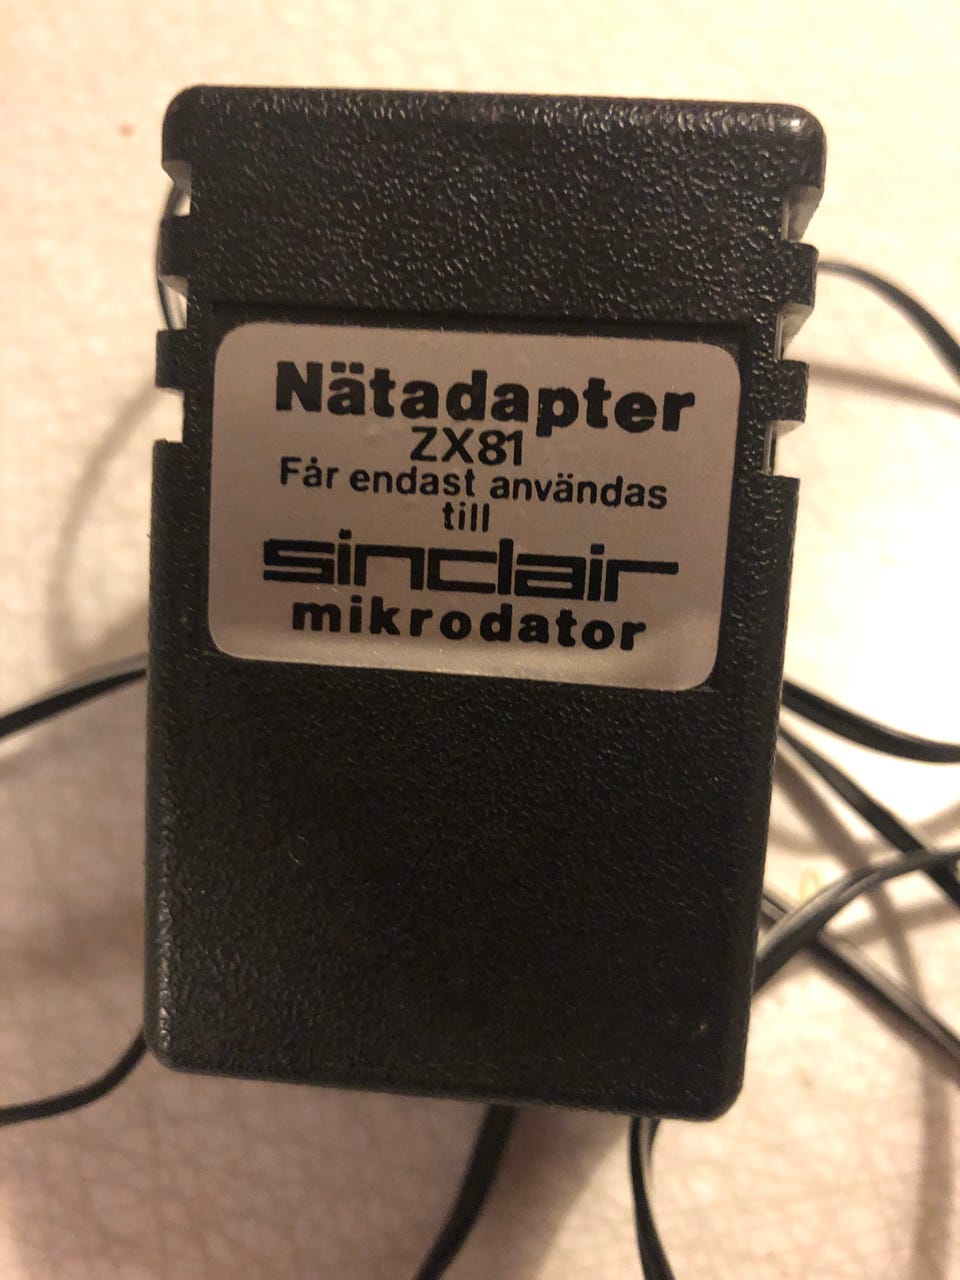 Nätadapter
ZX81
Får endast användas
till
sinclair
mikrodator